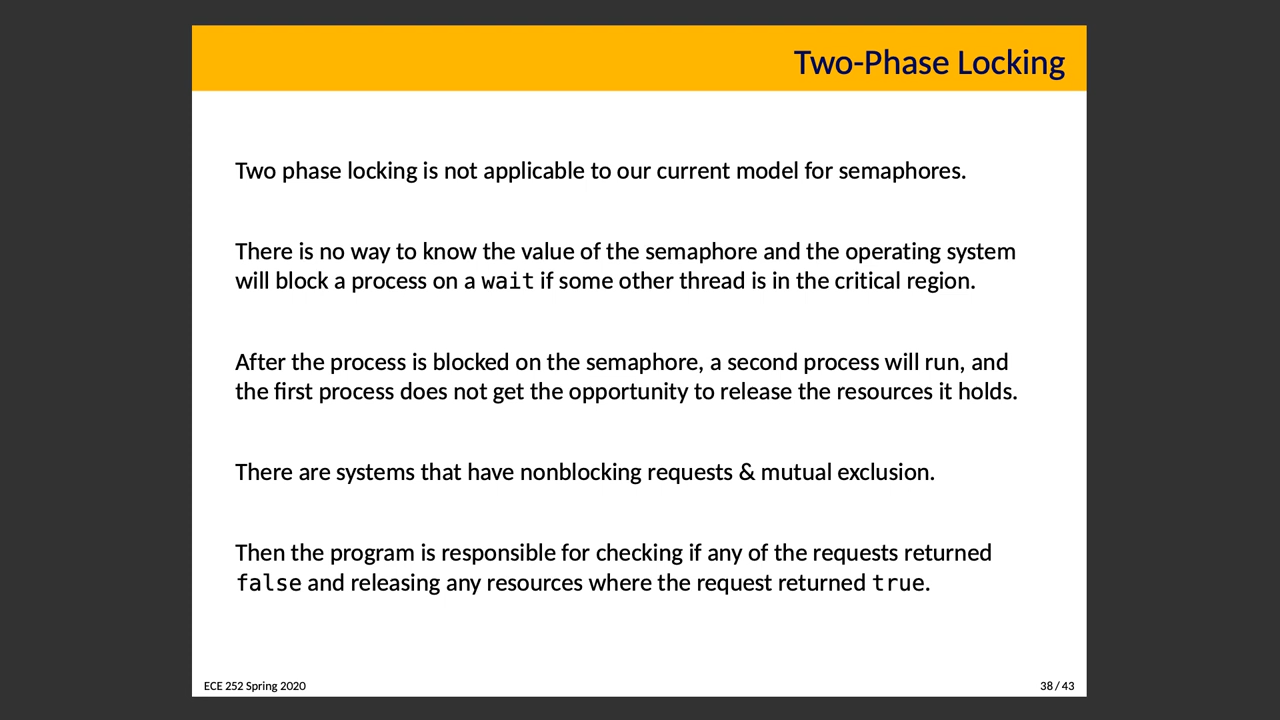 Two-Phase Locking
Two phase locking is not applicable to our current model for semaphores.
There is no way to know the value of the semaphore and the operating system
will block a process on a wait if some other thread is in the critical region.
After the process is blocked on the semaphore, a second process will run, and
the first process does not get the opportunity to release the resources it holds.
There are systems that have nonblocking requests & mutual exclusion.
Then the program is responsible for checking if any of the requests returned
false and releasing any resources where the request returned true.
ECE 252 Spring 2020
38 / 43